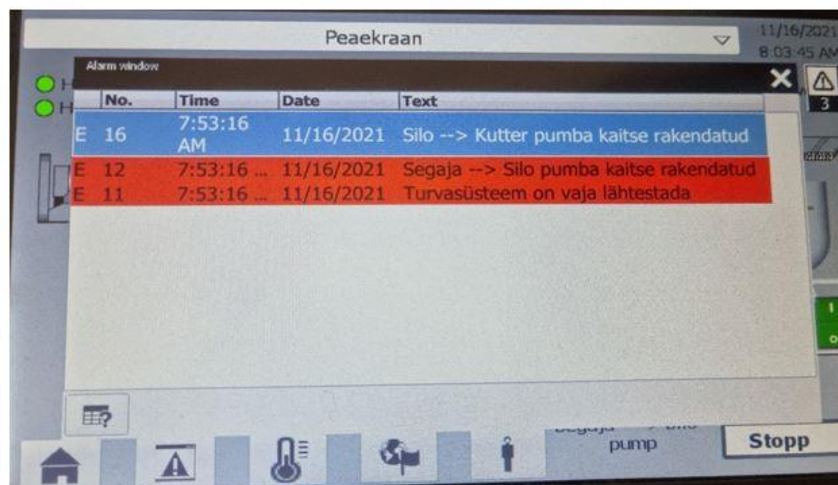 Peaekraan
11/16/2021
8:03:45 AM
Alarm window
No. Time Date Text
E 16 7:53:16 AM 11/16/2021 Silo --> Kutter pumba kaitse rakendatud
E 12 7:53:16 ... 11/16/2021 Segaja --> Silo pumba kaitse rakendatud
E 11 7:53:16 ... 11/16/2021 Turvasüsteem on vaja lähtestada
3
pump
Stopp